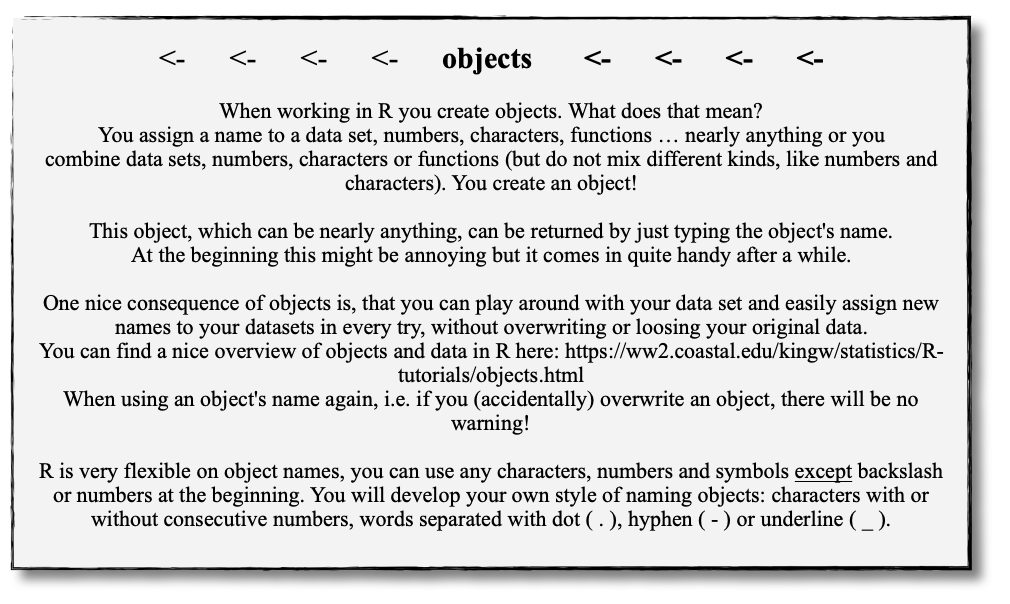 <- <- <- <- objects <- <- <- <-
When working in R you create objects. What does that mean?
You assign a name to a data set, numbers, characters, functions … nearly anything or you
combine data sets, numbers, characters or functions (but do not mix different kinds, like numbers and
characters). You create an object!
This object, which can be nearly anything, can be returned by just typing the object's name.
At the beginning this might be annoying but it comes in quite handy after a while.
One nice consequence of objects is, that you can play around with your data set and easily assign new
names to your datasets in every try, without overwriting or loosing your original data.
You can find a nice overview of objects and data in R here: https://ww2.coastal.edu/kingw/statistics/R-
tutorials/objects.html
When using an object's name again, i.e. if you (accidentally) overwrite an object, there will be no
warning!
R is very flexible on object names, you can use any characters, numbers and symbols except backslash
or numbers at the beginning. You will develop your own style of naming objects: characters with or
without consecutive numbers, words separated with dot ( . ), hyphen ( - ) or underline ( _ ).